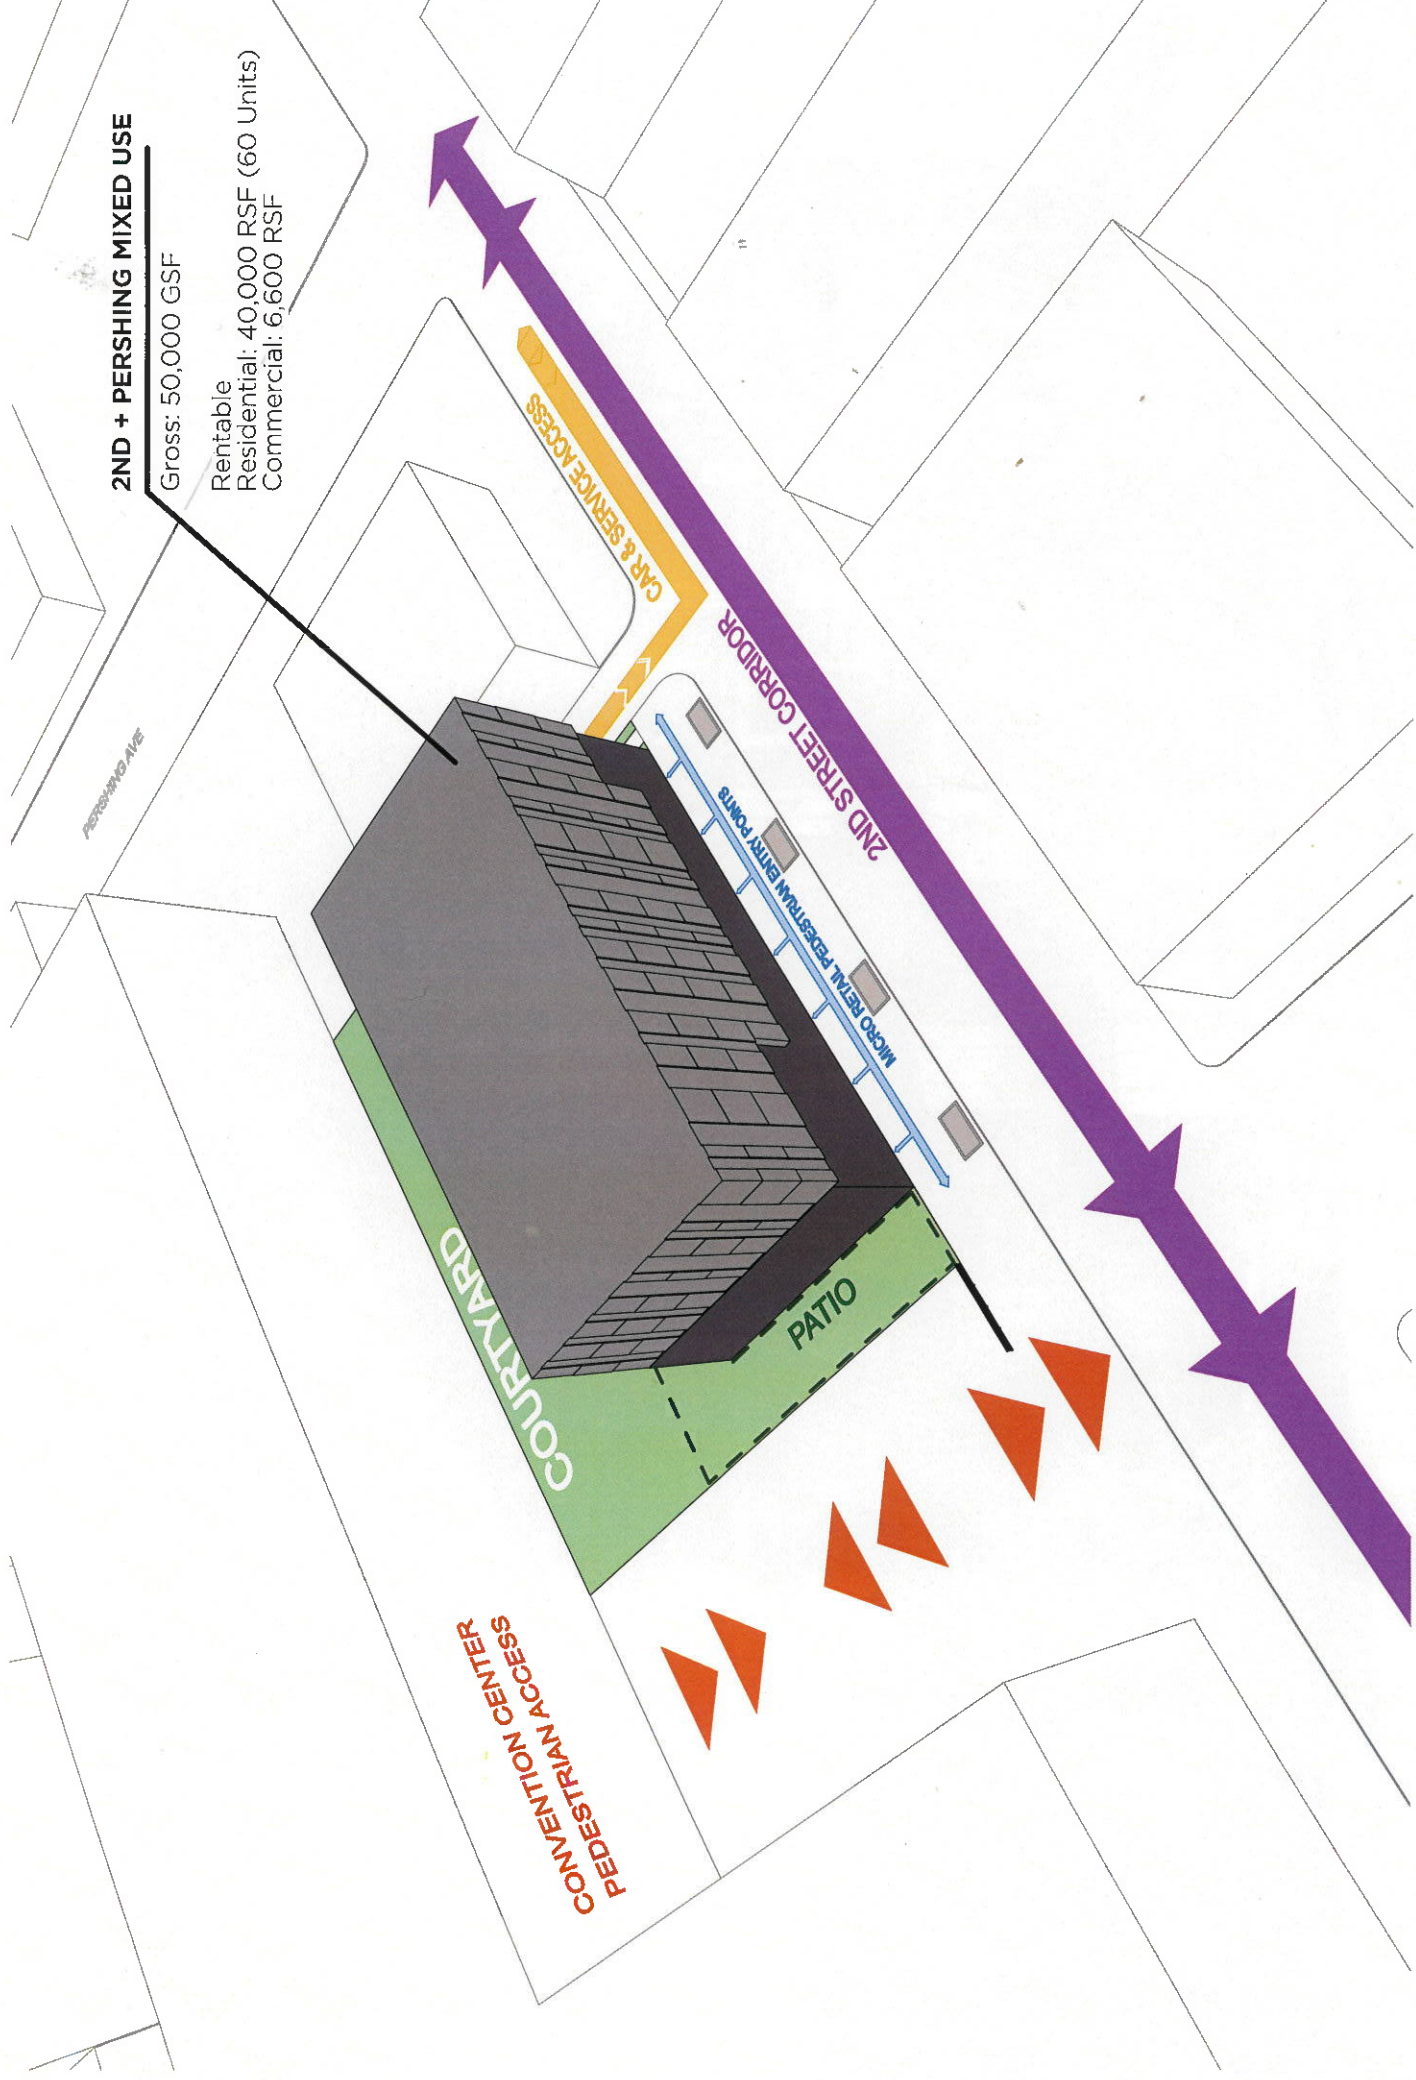 2ND + PERSHING MIXED USE
Gross: 50,000 GSF
Rentable
Residential: 40,000 RSF (60 Units)
Commercial: 6,600 RSF
PERSHING AVE
CAR & SERVICE ACCESS
2ND STREET CORRIDOR
MICRO RETAIL PEDESTRIAN ENTRY POINTS
COURTYARD
PATIO
CONVENTION CENTER
PEDESTRIAN ACCESS